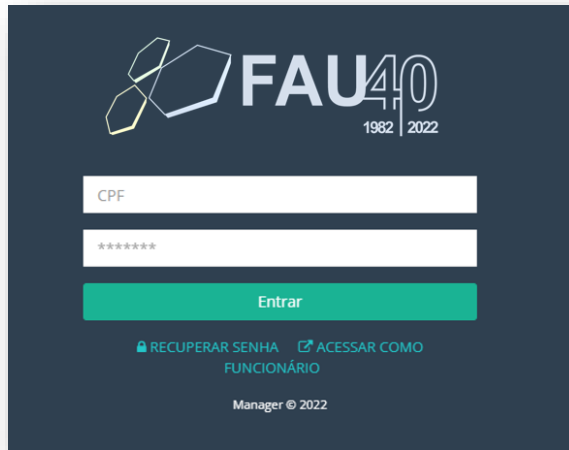 FAU40
1982 | 2022
CPF
*******
Entrar
RECUPERAR SENHA ACESSAR COMO
FUNCIONÁRIO
Manager © 2022